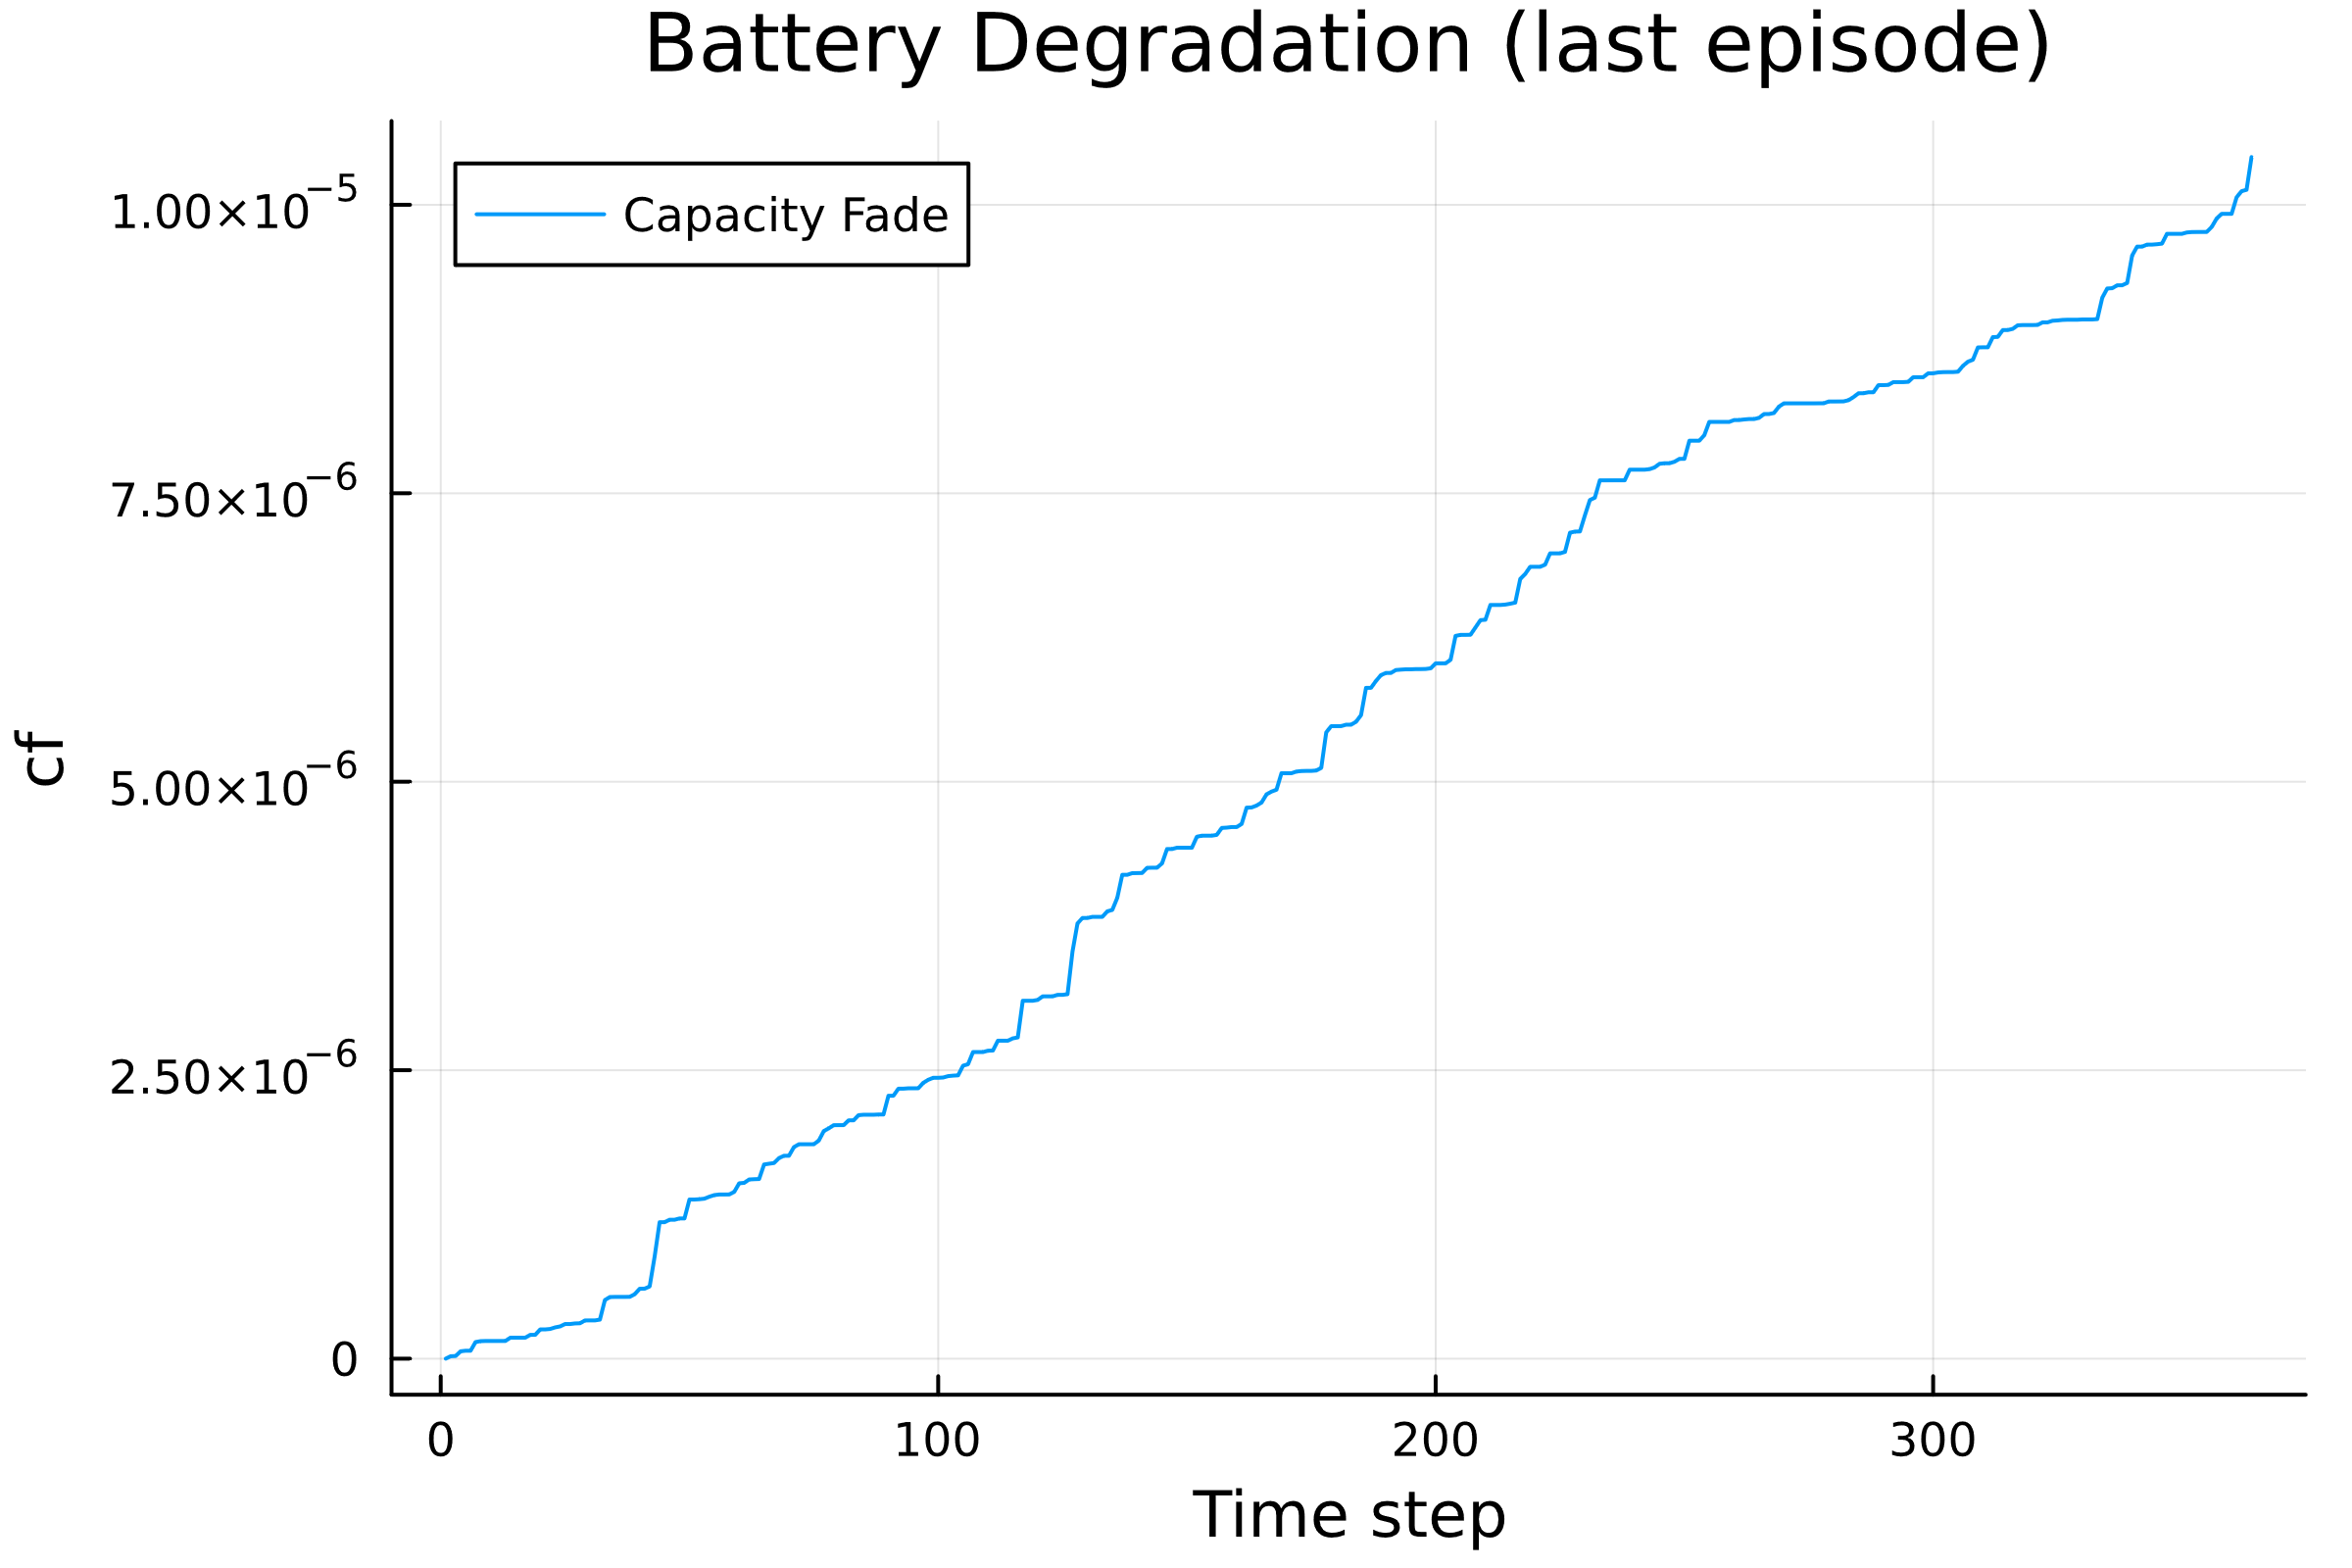 Battery Degradation (last episode)
1.00×10⁻⁵
Capacity Fade
7.50×10⁻⁶
5.00×10⁻⁶
2.50×10⁻⁶
0
cf
0 100 200 300
Time step